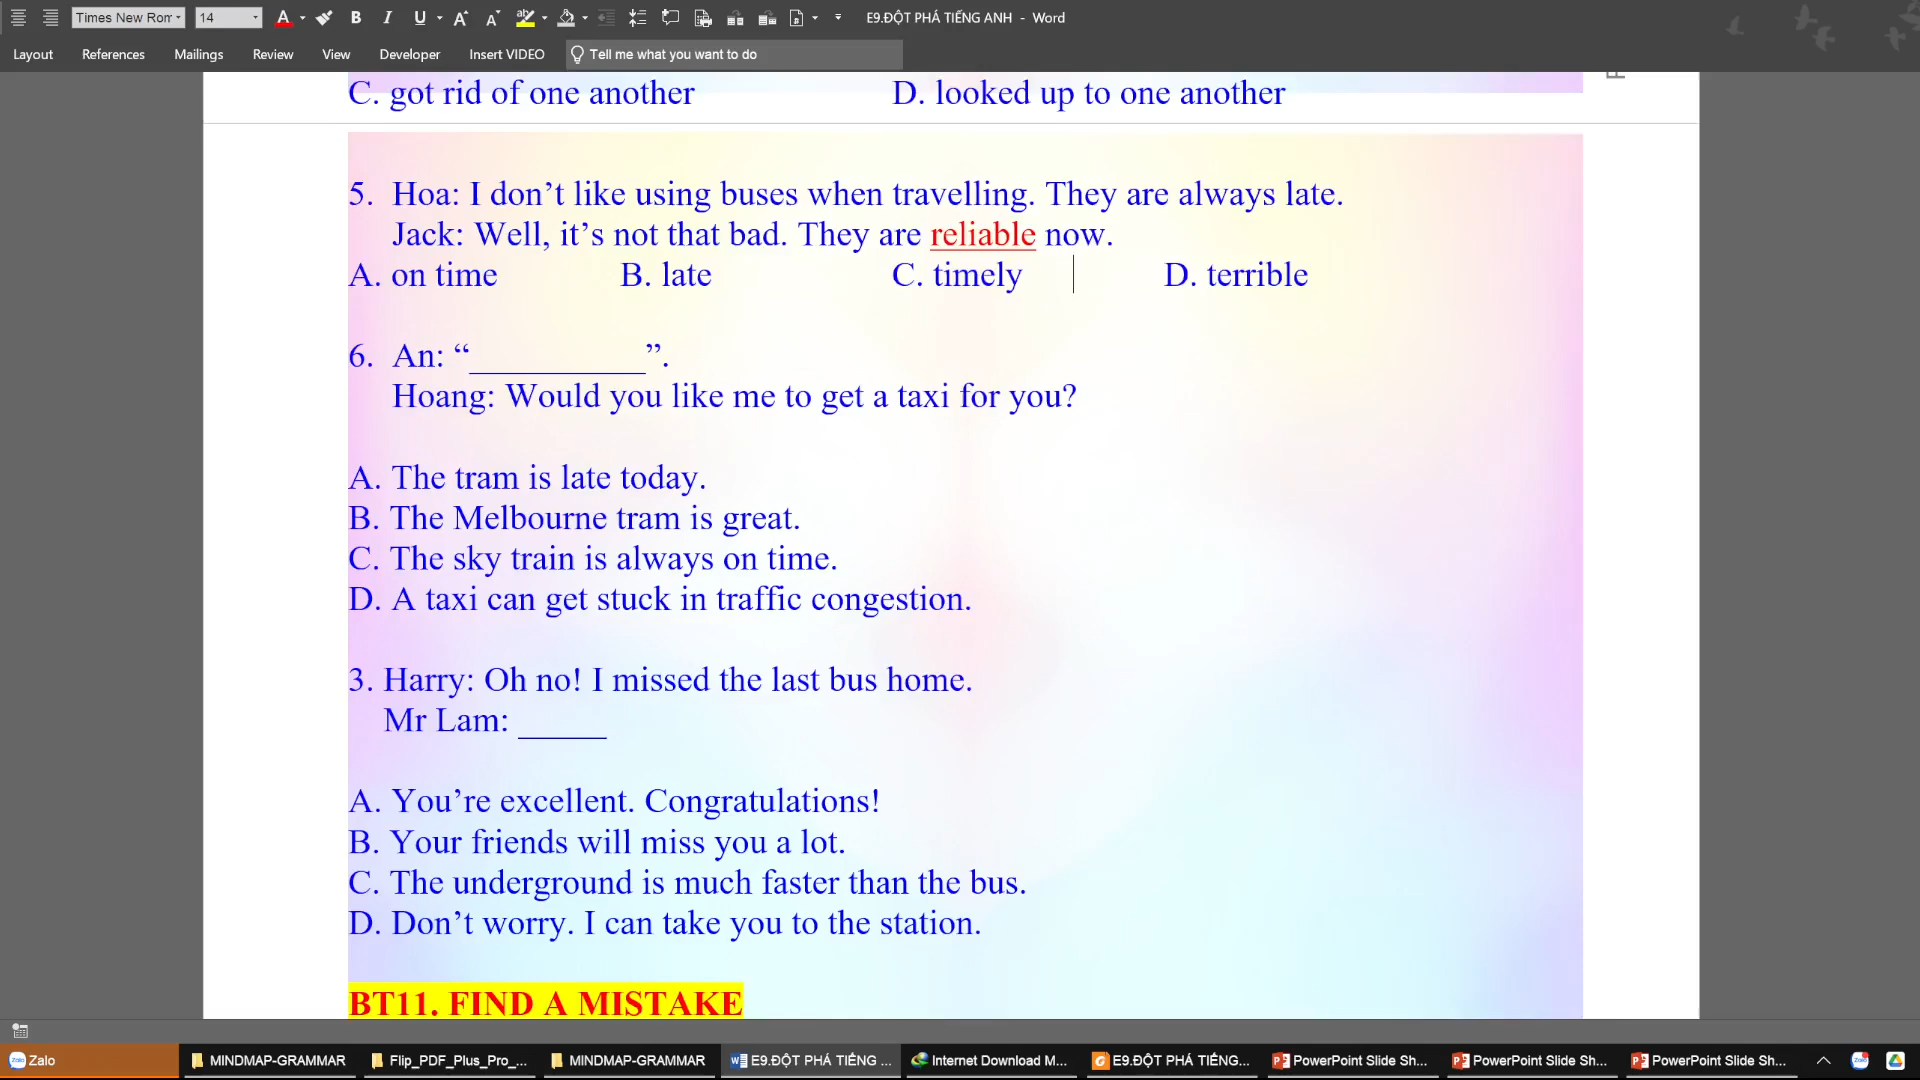 Times New Rom
14
E9.ĐỘT PHÁ TIẾNG ANH - Word
Layout References Mailings Review View Developer Insert VIDEO Tell me what you want to do
C. got rid of one another D. looked up to one another
5. Hoa: I don’t like using buses when travelling. They are always late.
Jack: Well, it’s not that bad. They are reliable now.
A. on time B. late C. timely D. terrible
6. An: “___________”.
Hoang: Would you like me to get a taxi for you?
A. The tram is late today.
B. The Melbourne tram is great.
C. The sky train is always on time.
D. A taxi can get stuck in traffic congestion.
3. Harry: Oh no! I missed the last bus home.
Mr Lam: _____
A. You’re excellent. Congratulations!
B. Your friends will miss you a lot.
C. The underground is much faster than the bus.
D. Don’t worry. I can take you to the station.
BT11. FIND A MISTAKE
Zalo MINDMAP-GRAMMAR Flip_PDF_Plus_Pro_... MINDMAP-GRAMMAR E9.ĐỘT PHÁ TIẾNG ... Internet Download M... E9.ĐỘT PHÁ TIẾNG... PowerPoint Slide Sh... PowerPoint Slide Sh... PowerPoint Slide Sh...